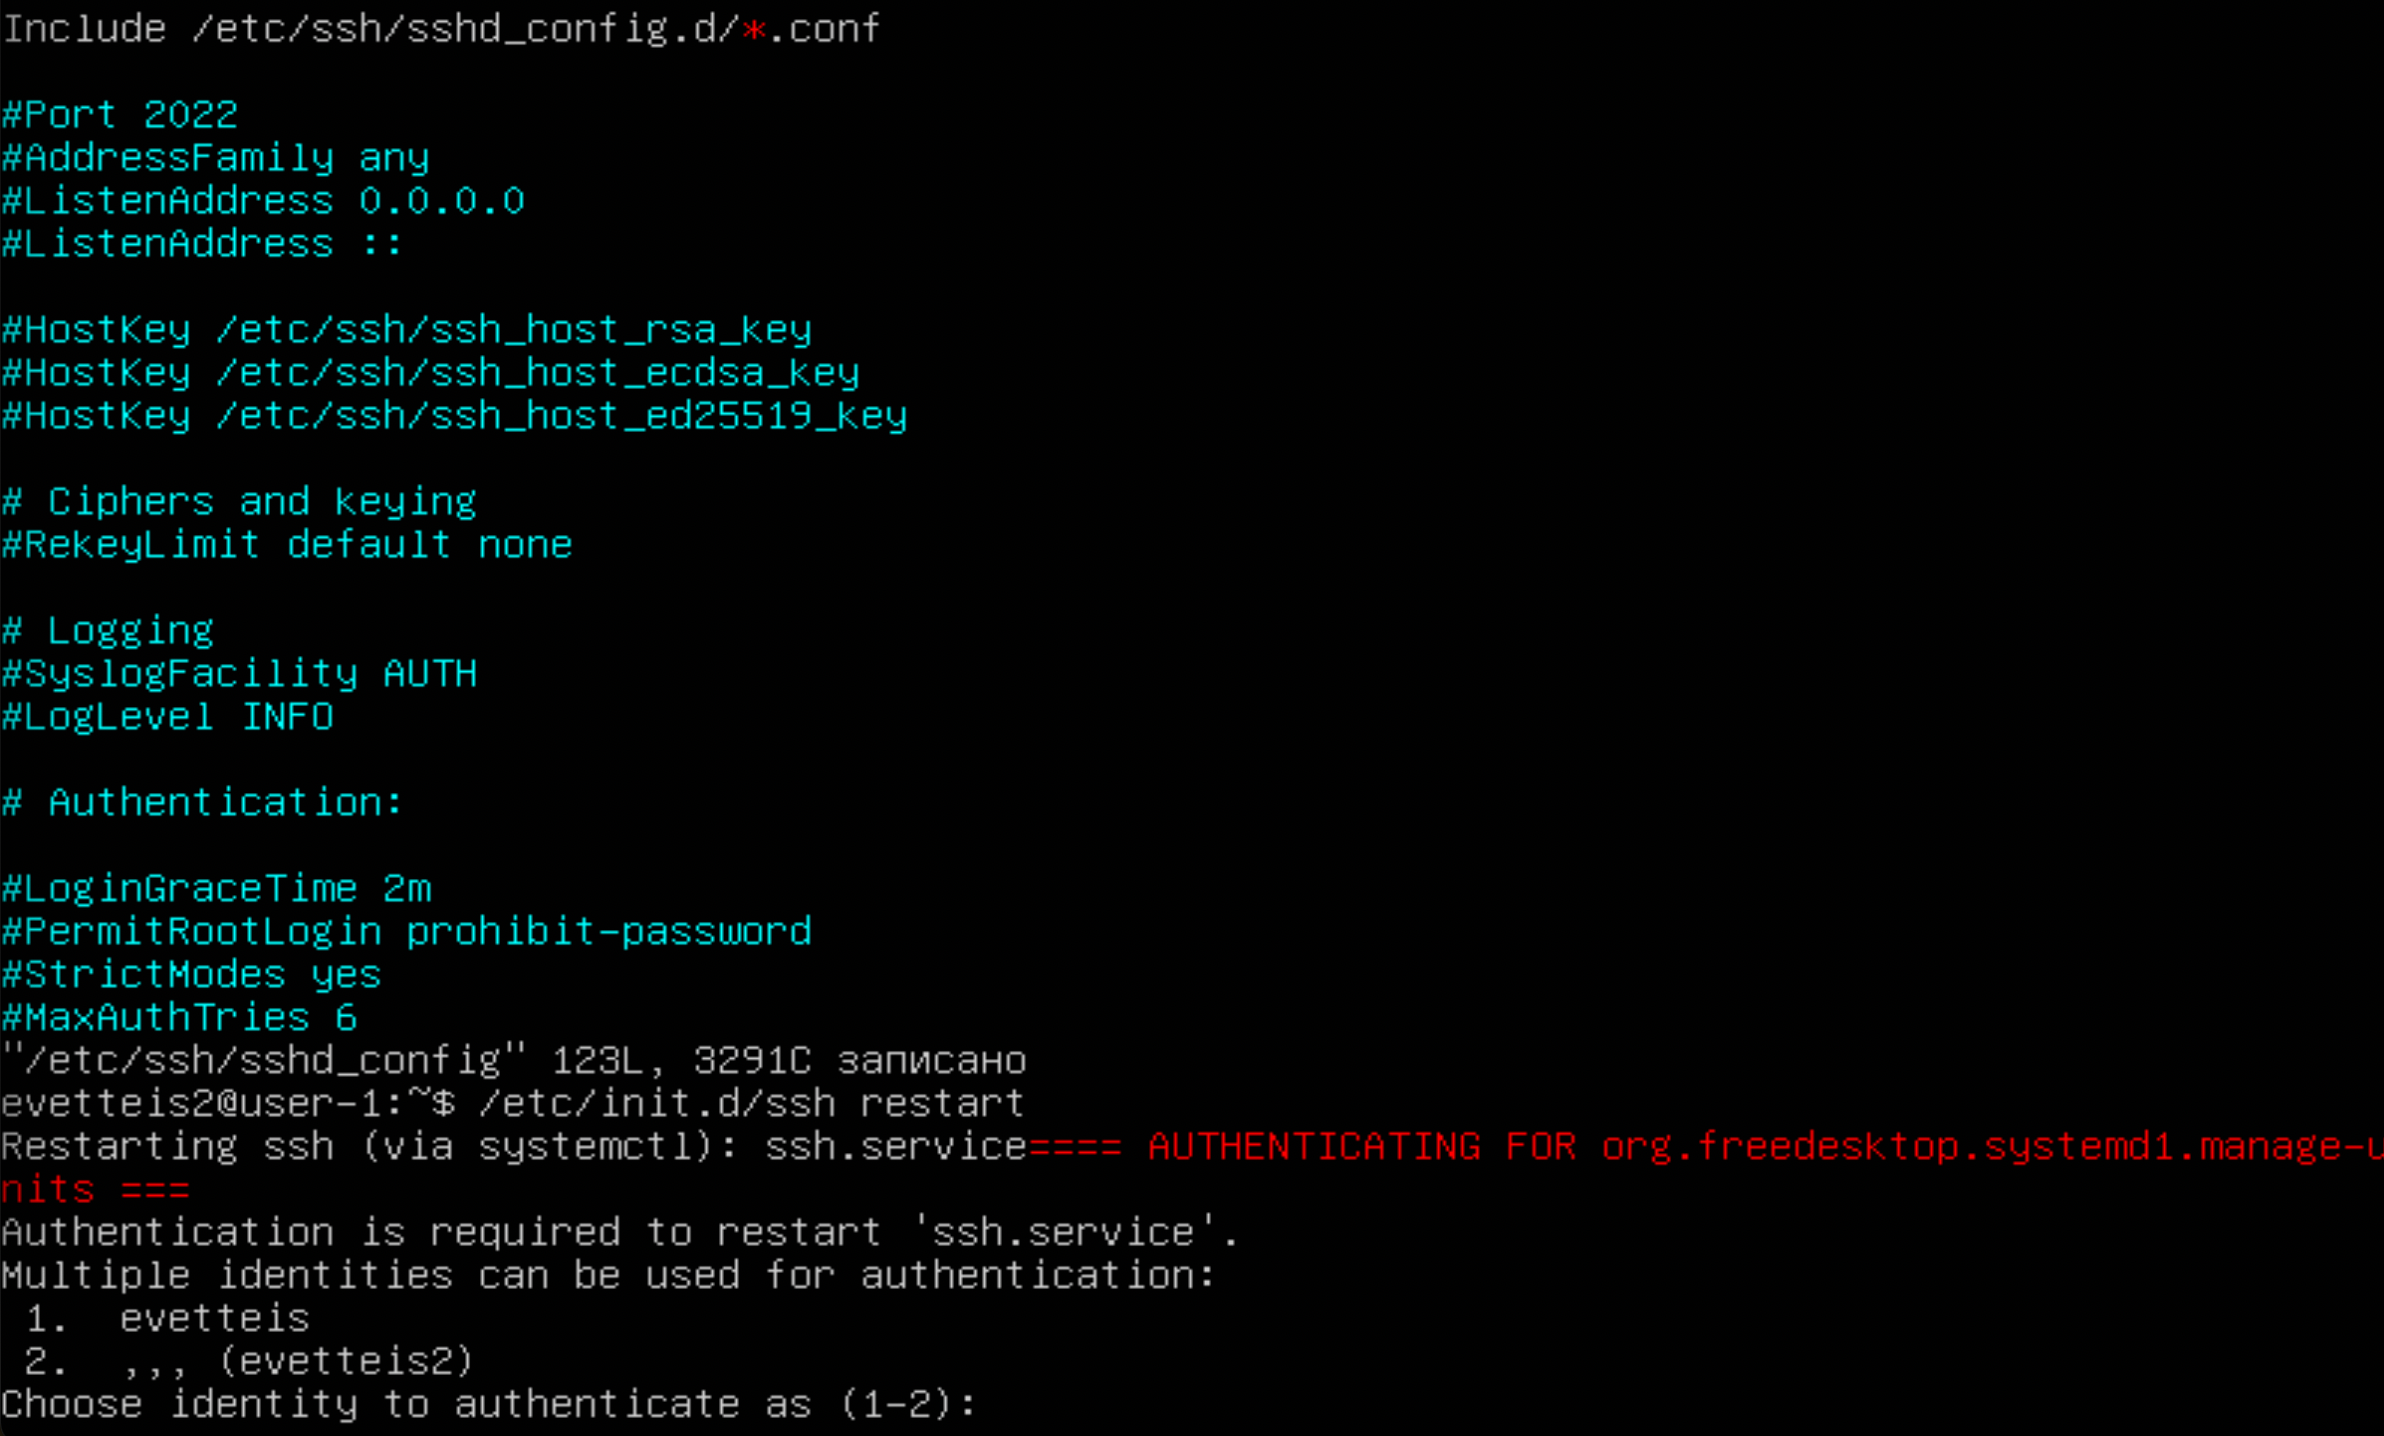 Include /etc/ssh/sshd_config.d/*.conf
#Port 2022
#AddressFamily any
#ListenAddress 0.0.0.0
#ListenAddress ::
#HostKey /etc/ssh/ssh_host_rsa_key
#HostKey /etc/ssh/ssh_host_ecdsa_key
#HostKey /etc/ssh/ssh_host_ed25519_key
# Ciphers and keying
#RekeyLimit default none
# Logging
#SyslogFacility AUTH
#LogLevel INFO
# Authentication:
#LoginGraceTime 2m
#PermitRootLogin prohibit-password
#StrictModes yes
#MaxAuthTries 6
"/etc/ssh/sshd_config" 123L, 3291C записано
evetteis2@user-1:~$ /etc/init.d/ssh restart
Restarting ssh (via systemctl): ssh.service==== AUTHENTICATING FOR org.freedesktop.systemd1.manage-u
nits ===
Authentication is required to restart 'ssh.service'.
Multiple identities can be used for authentication:
 1.  evetteis
 2.  ,,, (evetteis2)
Choose identity to authenticate as (1-2):